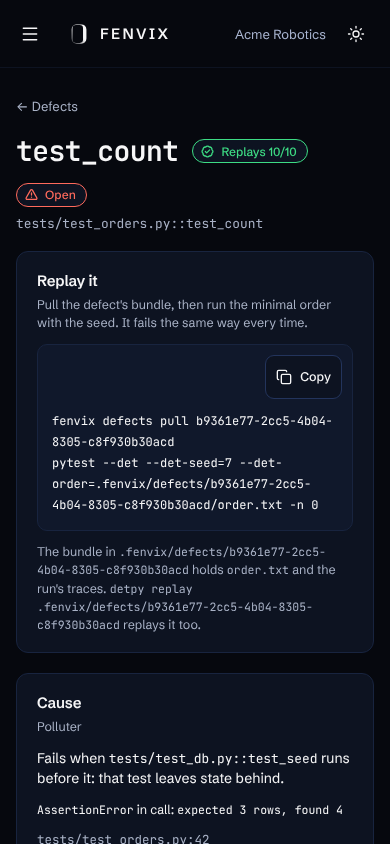 FENVIX
Acme Robotics
← Defects
test_count
Replays 10/10
Open
tests/test_orders.py::test_count
Replay it
Pull the defect's bundle, then run the minimal order
with the seed. It fails the same way every time.
Copy
fenvix defects pull b9361e77-2cc5-4b04-
8305-c8f930b30acd
pytest --det --det-seed=7 --det-
order=.fenvix/defects/b9361e77-2cc5-
4b04-8305-c8f930b30acd/order.txt -n 0
The bundle in .fenvix/defects/b9361e77-2cc5-
4b04-8305-c8f930b30acd holds order.txt and the
run's traces. detpy replay
.fenvix/defects/b9361e77-2cc5-4b04-8305-
c8f930b30acd replays it too.
Cause
Polluter
Fails when tests/test_db.py::test_seed runs
before it: that test leaves state behind.
AssertionError in call: expected 3 rows, found 4
tests/test_orders.py:42